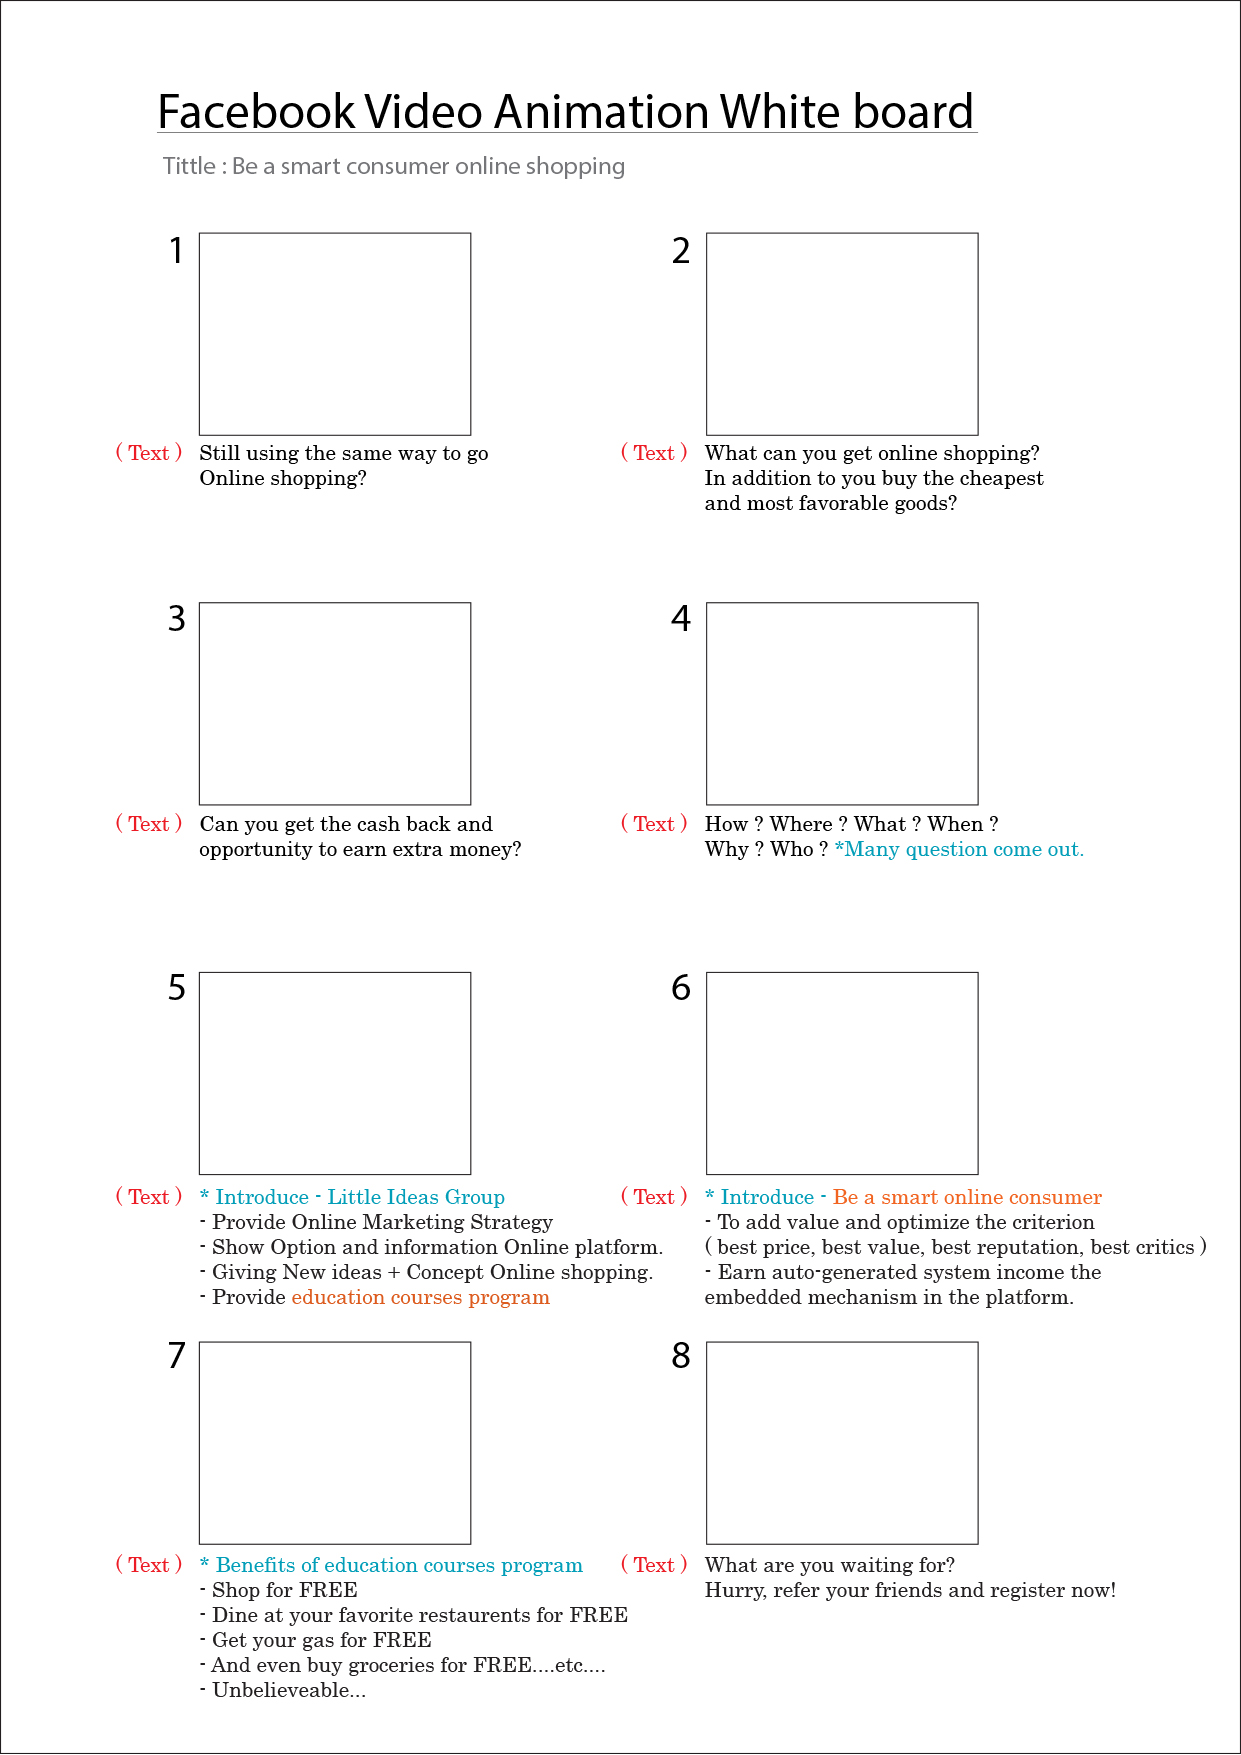 Facebook Video Animation White board
Tittle : Be a smart consumer online shopping
1
( Text ) Still using the same way to go
Online shopping?
2
( Text ) What can you get online shopping?
In addition to you buy the cheapest
and most favorable goods?
3
( Text ) Can you get the cash back and
opportunity to earn extra money?
4
( Text ) How ? Where ? What ? When ?
Why ? Who ? *Many question come out.
5
( Text ) * Introduce - Little Ideas Group
- Provide Online Marketing Strategy
- Show Option and information Online platform.
- Giving New ideas + Concept Online shopping.
- Provide education courses program
6
( Text ) * Introduce - Be a smart online consumer
- To add value and optimize the criterion
( best price, best value, best reputation, best critics )
- Earn auto-generated system income the
embedded mechanism in the platform.
7
( Text ) * Benefits of education courses program
- Shop for FREE
- Dine at your favorite restaurents for FREE
- Get your gas for FREE
- And even buy groceries for FREE....etc....
- Unbelieveable...
8
( Text ) What are you waiting for?
Hurry, refer your friends and register now!